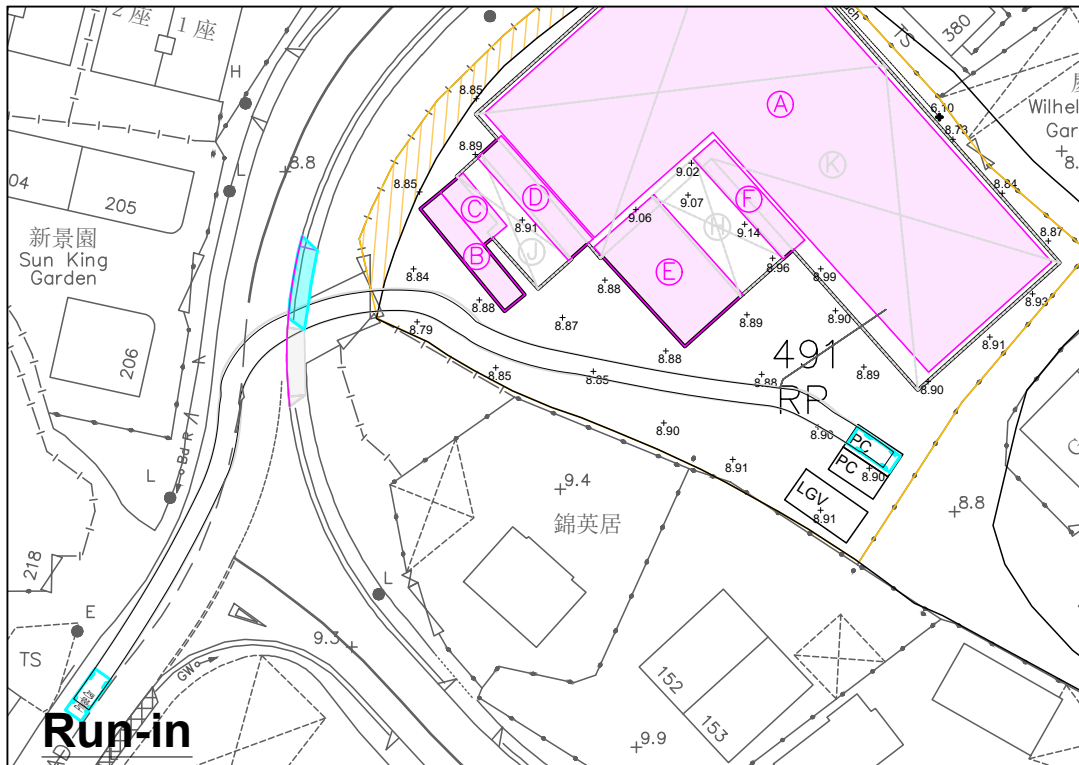 2 座
1 座
H
8.8
L
04
205
新景園
Sun King
Garden
206
Bd R
L
218
E
TS
GW
9.3
L
8.85
8.89
8.85
8.91
8.84
8.88
8.79
8.85
8.87
8.85
8.88
9.06
9.02
9.07
9.14
8.96
8.99
8.88
8.89
8.90
8.89
8.88
8.90
8.90
8.91
8.90
8.90
8.91
8.93
8.91
8.87
8.84
8.73
6.10
380
A
B
C
D
E
F
H
J
K
491
RP
PC
PC
LGV
9.4
錦英居
8.8
152
153
9.9
Run-in